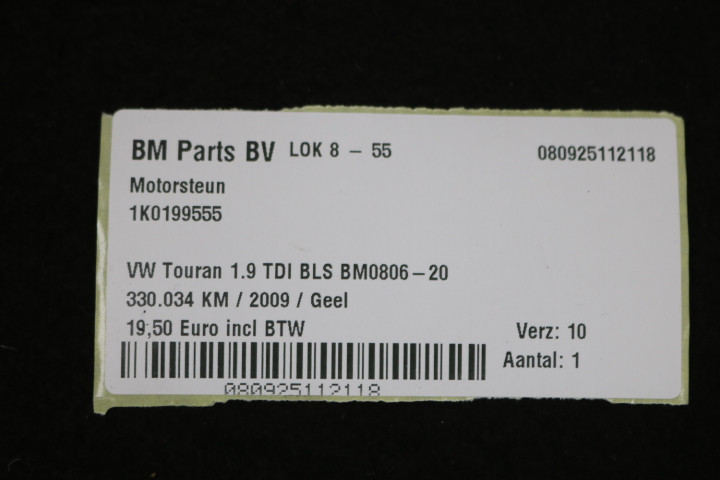 BM Parts BV LOK 8 - 55 080925112118
Motorsteun
1K0199555
VW Touran 1.9 TDI BLS BM0806-20
330.034 KM / 2009 / Geel
19,50 Euro incl BTW Verz: 10
Aantal: 1
080925112118